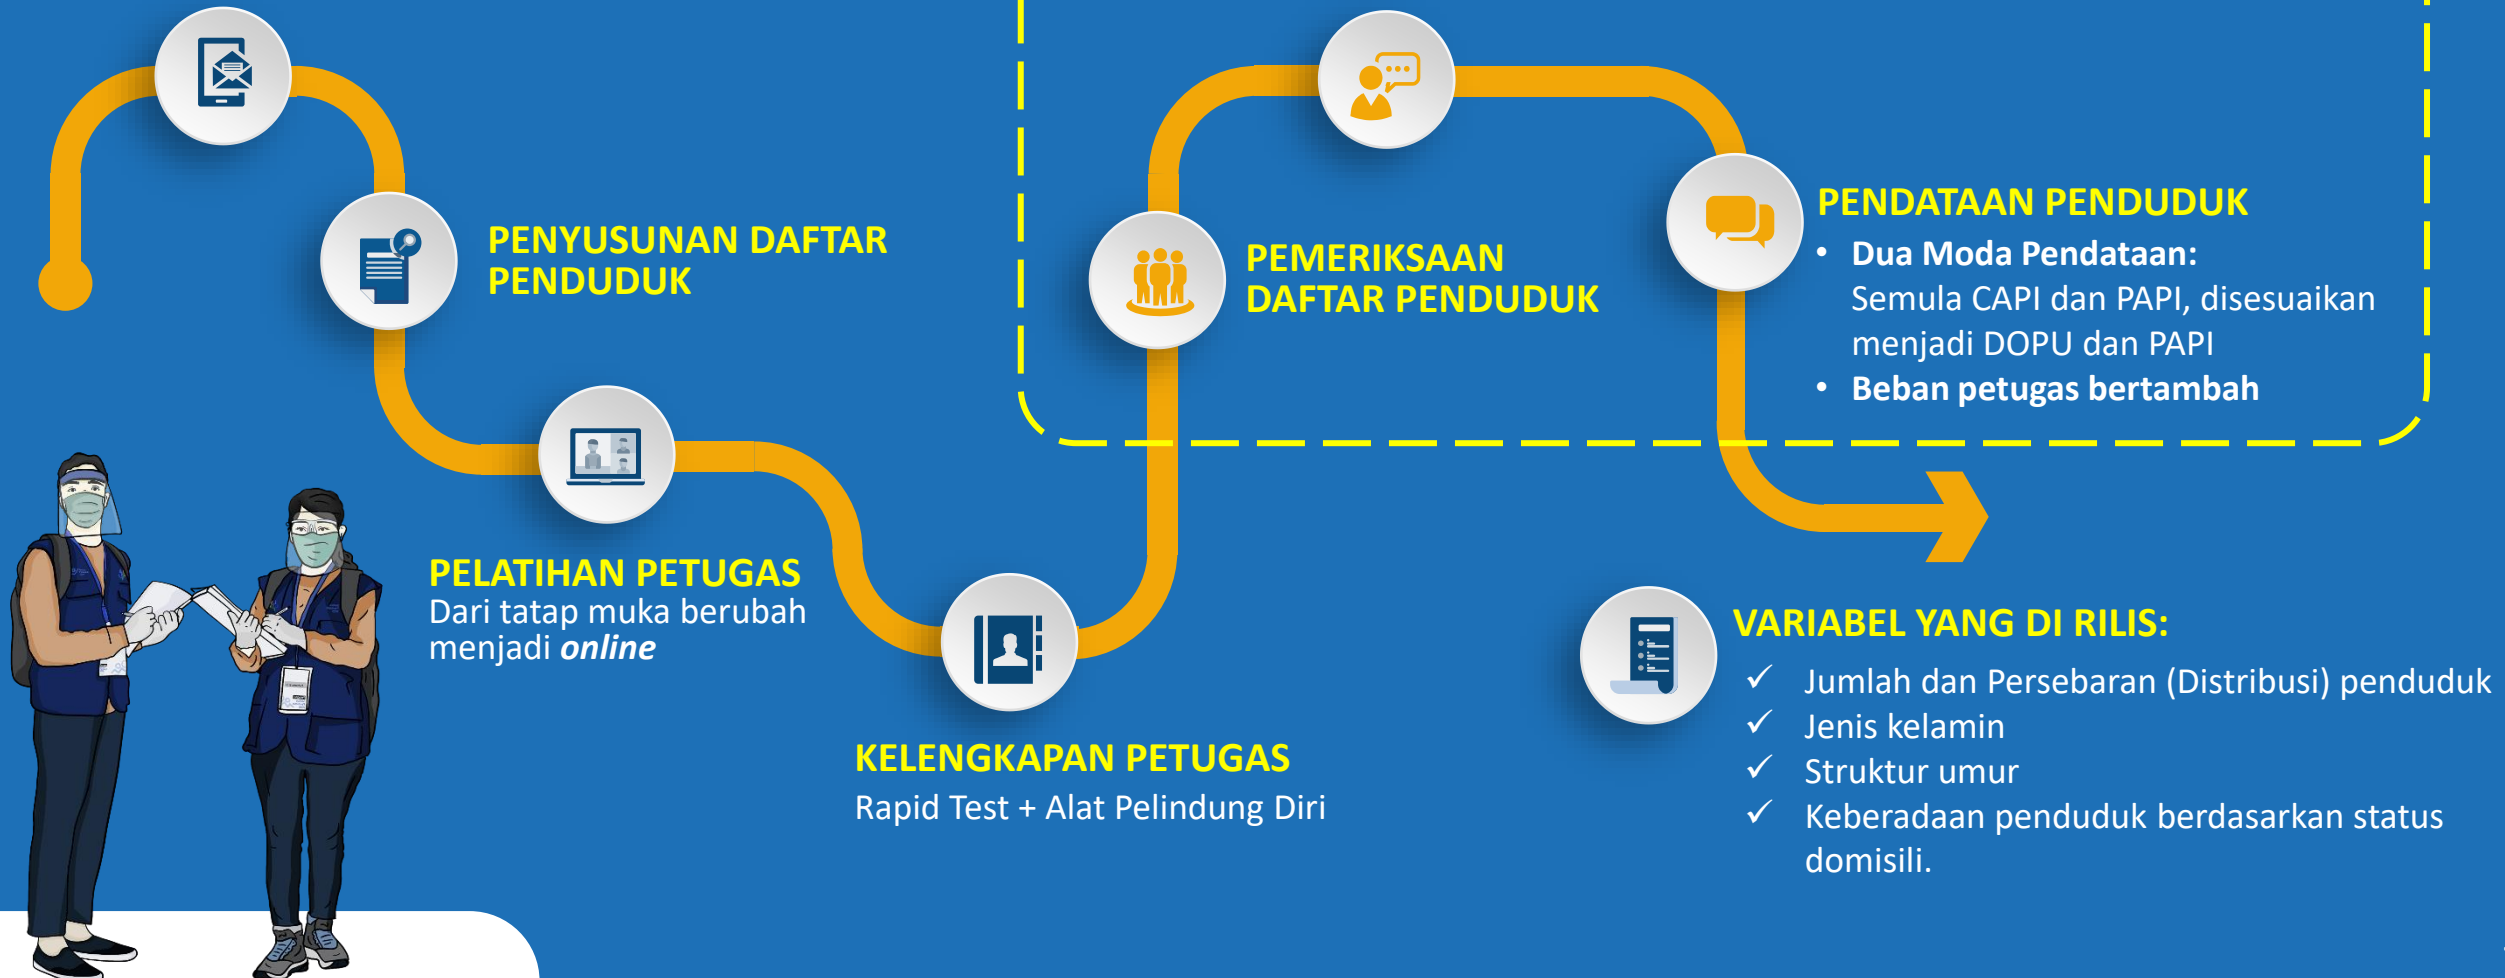 PENYUSUNAN DAFTAR
PENDUDUK
PELATIHAN PETUGAS
Dari tatap muka berubah
menjadi online
KELENGKAPAN PETUGAS
Rapid Test + Alat Pelindung Diri
PEMERIKSAAN
DAFTAR PENDUDUK
PENDATAAN PENDUDUK
• Dua Moda Pendataan:
Semula CAPI dan PAPI, disesuaikan
menjadi DOPU dan PAPI
• Beban petugas bertambah
VARIABEL YANG DI RILIS:
✓ Jumlah dan Persebaran (Distribusi) penduduk
✓ Jenis kelamin
✓ Struktur umur
✓ Keberadaan penduduk berdasarkan status
domisili.